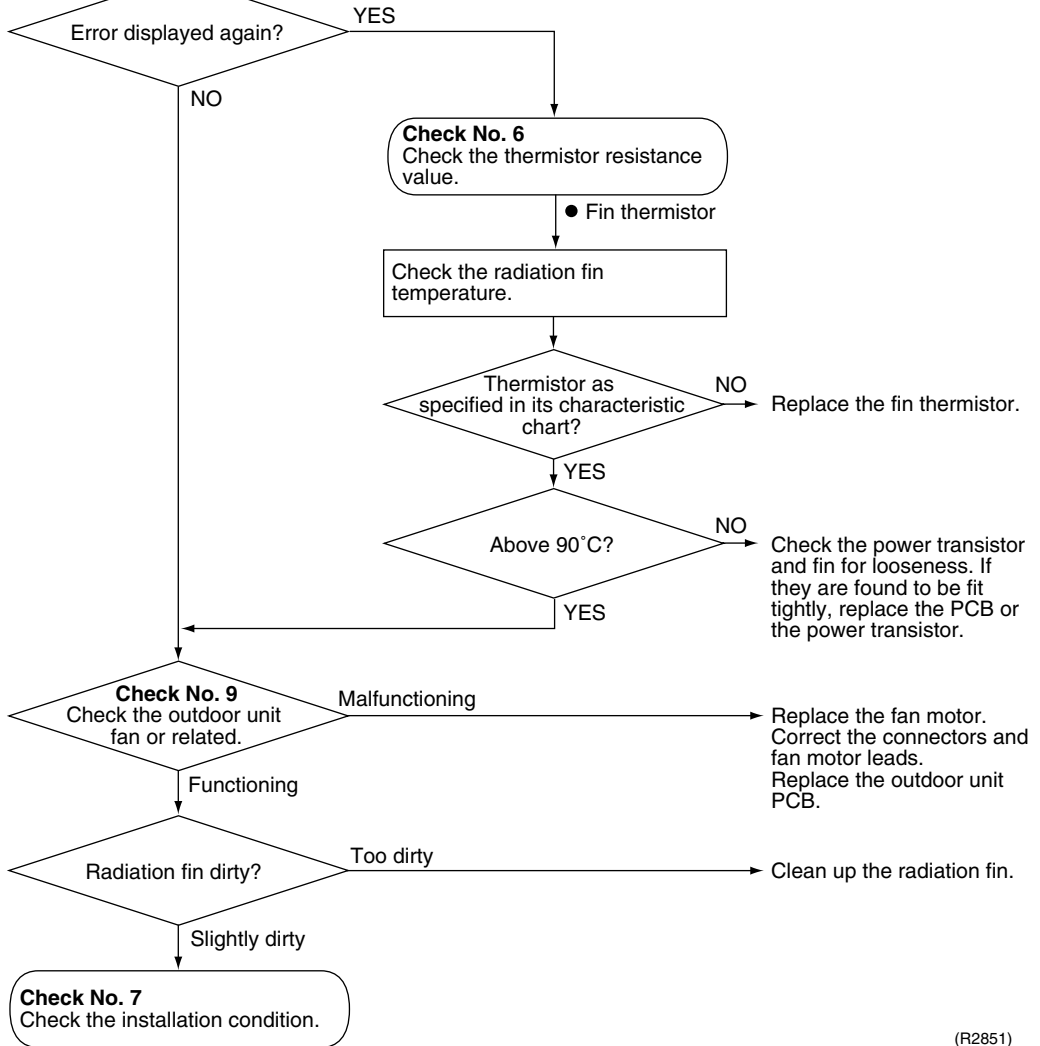 Error displayed again?
YES
NO
Check No. 6
Check the thermistor resistance
value.
● Fin thermistor
Check the radiation fin
temperature.
Thermistor as
specified in its characteristic
chart?
NO
Replace the fin thermistor.
YES
Above 90˚C?
NO
Check the power transistor
and fin for looseness. If
they are found to be fit
tightly, replace the PCB or
the power transistor.
YES
Check No. 9
Check the outdoor unit
fan or related.
Malfunctioning
Replace the fan motor.
Correct the connectors and
fan motor leads.
Replace the outdoor unit
PCB.
Functioning
Radiation fin dirty?
Too dirty
Clean up the radiation fin.
Slightly dirty
Check No. 7
Check the installation condition.
(R2851)